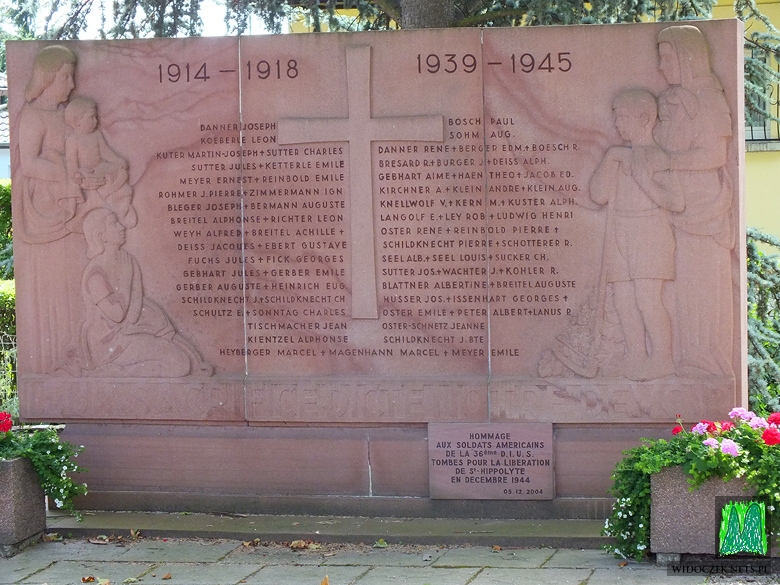 1914 – 1918
DANNER JOSEPH
KOEBERLE LEON
KUTER MARTIN-JOSEPH + SUTTER CHARLES
SUTTER JULES + KETTERLE EMILE
MEYER ERNEST + REINBOLD EMILE
ROHMER J. PIERRE + ZIMMERMANN IGN
BLEGER JOSEPH + BERMANN AUGUSTE
BREITEL ALPHONSE + RICHTER LEON
WEYH ALFRED + BREITEL ACHILLE +
DEISS JACQUES + EBERT GUSTAVE
FUCHS JULES + FICK GEORGES
GEBHART JULES + GERBER EMILE
GERBER AUGUSTE + HEINRICH EUG.
SCHILDKNECHT J. + SCHILDKNECHT CH
SCHULTZ E. + SONNTAG CHARLES
TISCHMACHER JEAN
KIENTZEL ALPHONSE
1939 – 1945
BOSCH PAUL
SOHM AUG.
DANNER RENE + BERGER EDM. + BOESCH R.
BRESARD R. + BURGER J. + DEISS ALPH.
GEBHART AIME + HAEN THEO + JACOB ED.
KIRCHNER A. + KLEIN ANDRE + KLEIN AUG.
KNELLWOLF V. + KERN M. + KUSTER ALPH.
LANGOLF E. + LEY ROB + LUDWIG HENRI
OSTER RENE + REINBOLD PIERRE +
SCHILDKNECHT PIERRE + SCHOTTERER R.
SEEL ALB. + SEEL LOUIS + SUCKER CH.
SUTTER JOS. + WACHTER J. + KOHLER R.
BLATTNER ALBERTINE + BREITEL AUGUSTE
HUSSER JOS. + ISSENHART GEORGES +
OSTER EMILE + PETER ALBERT + LANUS R
OSTER-SCHNETZ JEANNE
SCHILDKNECHT J. BTE
HEYBERGER MARCEL + MAGENHANN MARCEL + MEYER EMILE
HOMMAGE
AUX SOLDATS AMERICAINS
DE LA 36ème D.I.U.S.
TOMBES POUR LA LIBERATION
DE St-HIPPOLYTE
EN DECEMBRE 1944
05.12.2004
WIDOCZEK.NETS.PL